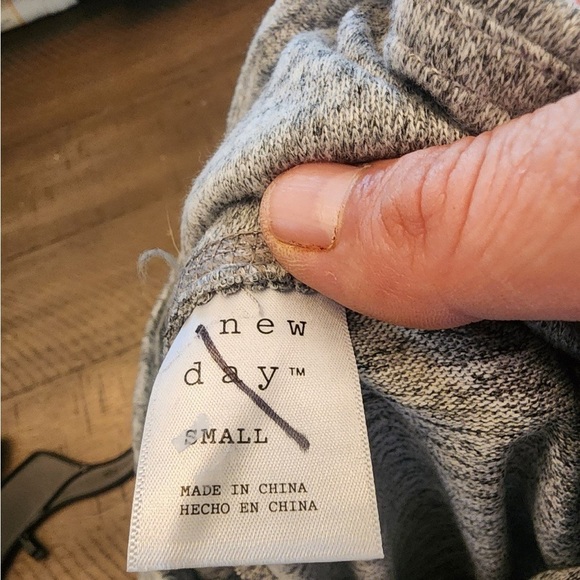 new
day™
SMALL
MADE IN CHINA
HECHO EN CHINA